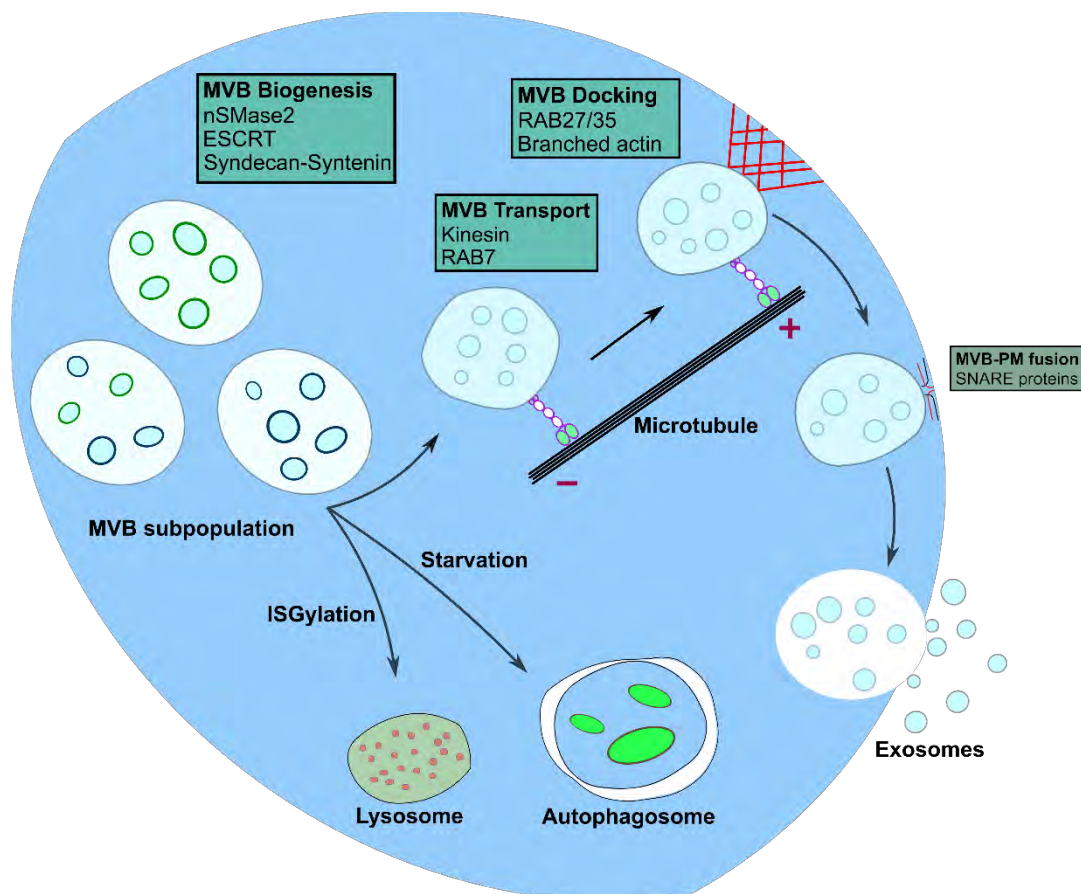 MVB Biogenesis
nSMase2
ESCRT
Syndecan-Syntenin
MVB Docking
RAB27/35
Branched actin
MVB Transport
Kinesin
RAB7
+
MVB-PM fusion
SNARE proteins
Microtubule
−
MVB subpopulation
Starvation
ISGylation
Exosomes
Lysosome
Autophagosome